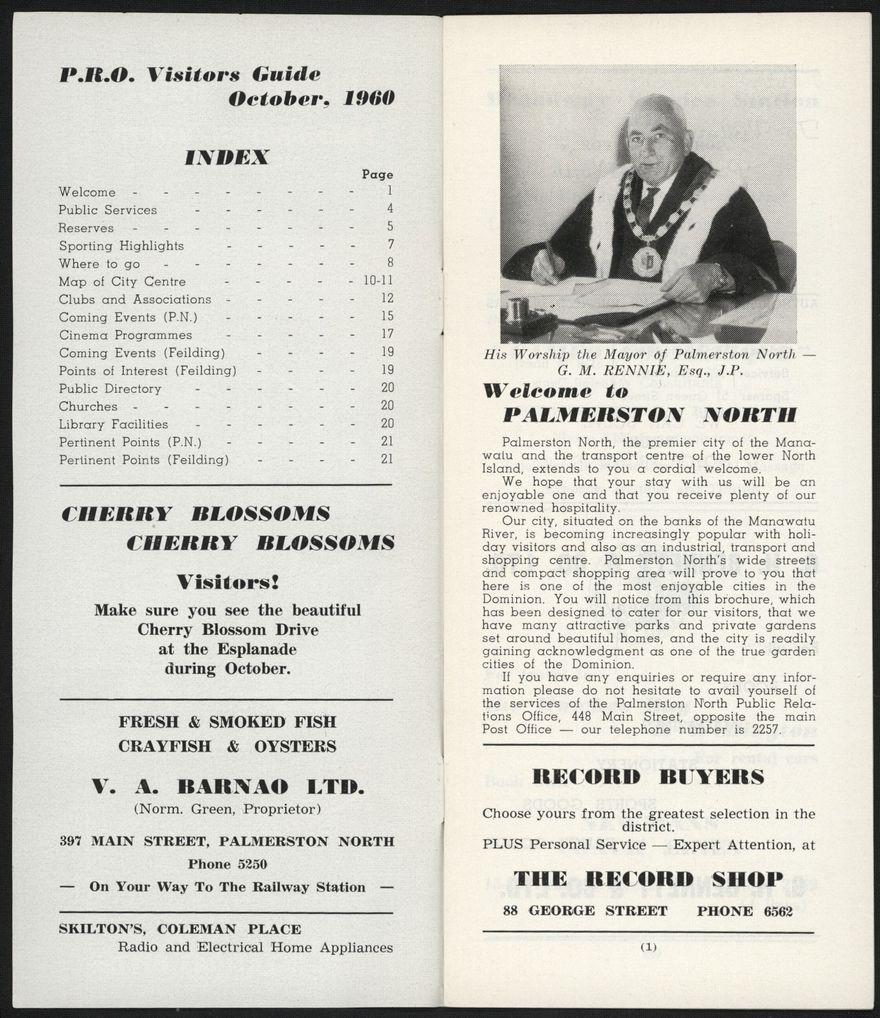 P.R.O. Visitors Guide
October, 1960
INDEX
Page
Welcome - - - - - - - - 1
Public Services - - - - - - 4
Reserves - - - - - - - - 5
Sporting Highlights - - - - - 7
Where to go - - - - - - - 8
Map of City Centre - - - - - 10-11
Clubs and Associations - - - - - 12
Coming Events (P.N.) - - - - - 15
Cinema Programmes - - - - - 17
Coming Events (Feilding) - - - - 19
Points of Interest (Feilding) - - - - 19
Public Directory - - - - - - 20
Churches - - - - - - - - 20
Library Facilities - - - - - - 20
Pertinent Points (P.N.) - - - - - 21
Pertinent Points (Feilding) - - - - 21
CHERRY BLOSSOMS
CHERRY BLOSSOMS
Visitors!
Make sure you see the beautiful
Cherry Blossom Drive
at the Esplanade
during October.
FRESH & SMOKED FISH
CRAYFISH & OYSTERS
V. A. BARNAO LTD.
(Norm. Green, Proprietor)
397 MAIN STREET, PALMERSTON NORTH
Phone 5250
— On Your Way To The Railway Station —
SKILTON'S, COLEMAN PLACE
Radio and Electrical Home Appliances
His Worship the Mayor of Palmerston North —
G. M. RENNIE, Esq., J.P.
Welcome to
PALMERSTON NORTH
Palmerston North, the premier city of the Mana-
watu and the transport centre of the lower North
Island, extends to you a cordial welcome.
We hope that your stay with us will be an
enjoyable one and that you receive plenty of our
renowned hospitality.
Our city, situated on the banks of the Manawatu
River, is becoming increasingly popular with holi-
day visitors and also as an industrial, transport and
shopping centre. Palmerston North's wide streets
and compact shopping area will prove to you that
here is one of the most enjoyable cities in the
Dominion. You will notice from this brochure, which
has been designed to cater for our visitors, that we
have many attractive parks and private gardens
set around beautiful homes, and the city is readily
gaining acknowledgment as one of the true garden
cities of the Dominion.
If you have any enquiries or require any infor-
mation please do not hesitate to avail yourself of
the services of the Palmerston North Public Rela-
tions Office, 448 Main Street, opposite the main
Post Office — our telephone number is 2257.
RECORD BUYERS
Choose yours from the greatest selection in the
district.
PLUS Personal Service — Expert Attention, at
THE RECORD SHOP
88 GEORGE STREET PHONE 6562
(1)